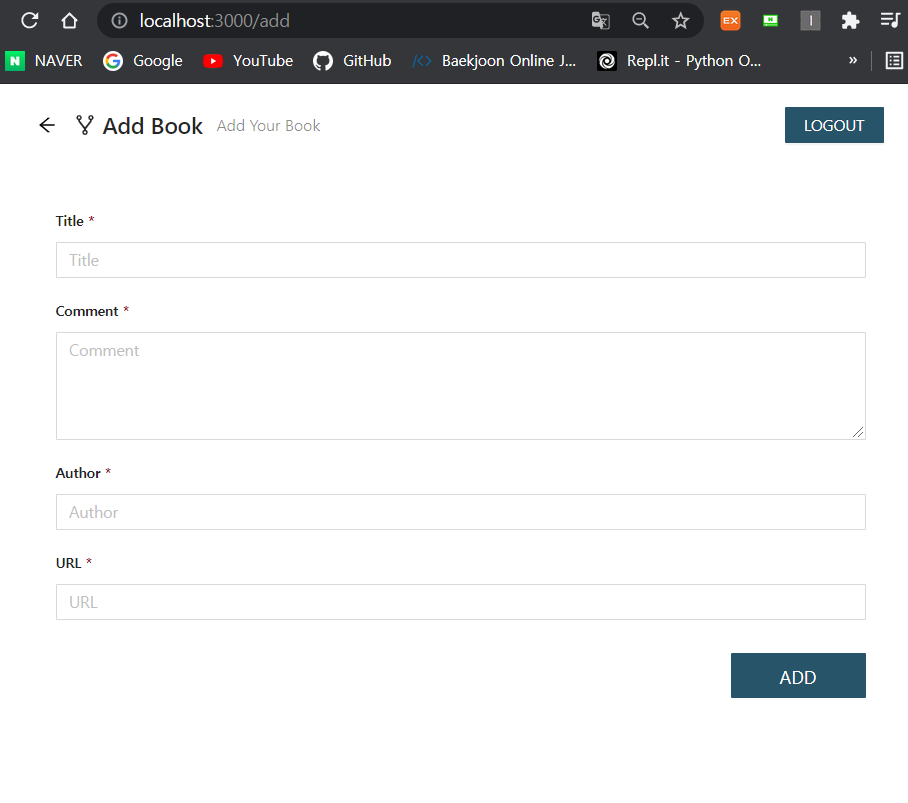 localhost:3000/add
EX
N NAVER Google YouTube GitHub </> Baekjoon Online J... Repl.it - Python O... »
Add Book Add Your Book LOGOUT
Title *
Title
Comment *
Comment
Author *
Author
URL *
URL
ADD